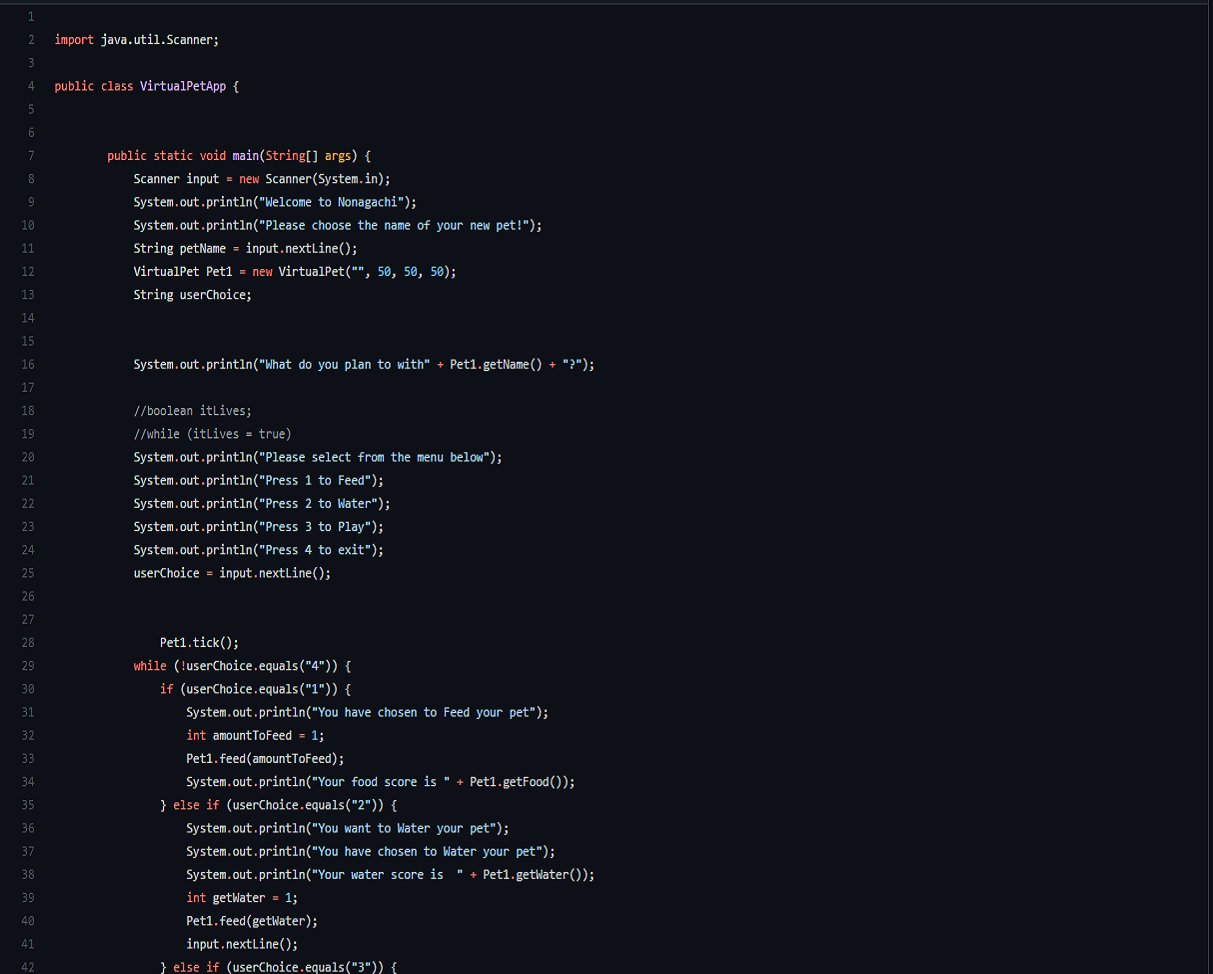 1
2 import java.util.Scanner;
3
4 public class VirtualPetApp {
5
6
7 public static void main(String[] args) {
8 Scanner input = new Scanner(System.in);
9 System.out.println("Welcome to Nonagachi");
10 System.out.println("Please choose the name of your new pet!");
11 String petName = input.nextLine();
12 VirtualPet Pet1 = new VirtualPet("", 50, 50, 50);
13 String userChoice;
14
15
16 System.out.println("What do you plan to with" + Pet1.getName() + "?");
17
18 //boolean itLives;
19 //while (itLives = true)
20 System.out.println("Please select from the menu below");
21 System.out.println("Press 1 to Feed");
22 System.out.println("Press 2 to Water");
23 System.out.println("Press 3 to Play");
24 System.out.println("Press 4 to exit");
25 userChoice = input.nextLine();
26
27
28 Pet1.tick();
29 while (!userChoice.equals("4")) {
30 if (userChoice.equals("1")) {
31 System.out.println("You have chosen to Feed your pet");
32 int amountToFeed = 1;
33 Pet1.feed(amountToFeed);
34 System.out.println("Your food score is " + Pet1.getFood());
35 } else if (userChoice.equals("2")) {
36 System.out.println("You want to Water your pet");
37 System.out.println("You have chosen to Water your pet");
38 System.out.println("Your water score is  " + Pet1.getWater());
39 int getWater = 1;
40 Pet1.feed(getWater);
41 input.nextLine();
42 } else if (userChoice.equals("3")) {